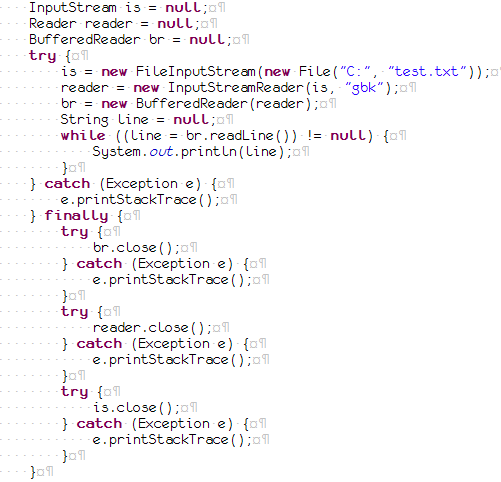 InputStream is = null;
Reader reader = null;
BufferedReader br = null;
try {
    is = new FileInputStream(new File("C:", "test.txt"));
    reader = new InputStreamReader(is, "gbk");
    br = new BufferedReader(reader);
    String line = null;
    while ((line = br.readLine()) != null) {
        System.out.println(line);
    }
} catch (Exception e) {
    e.printStackTrace();
} finally {
    try {
        br.close();
    } catch (Exception e) {
        e.printStackTrace();
    }
    try {
        reader.close();
    } catch (Exception e) {
        e.printStackTrace();
    }
    try {
        is.close();
    } catch (Exception e) {
        e.printStackTrace();
    }
}